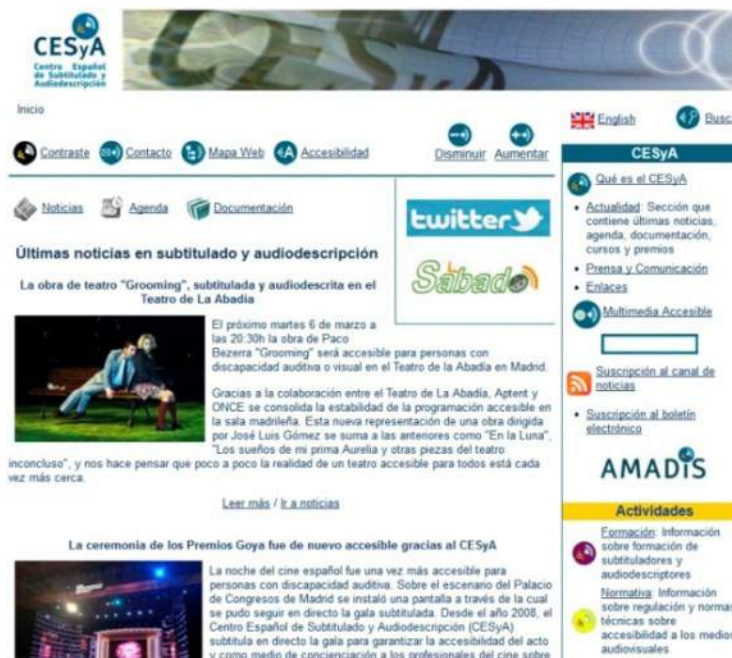 CESyA
Centro Español
de Subtitulado y
Audiodescripción
Inicio
Contraste
Contacto
Mapa Web
Accesibilidad
Disminuir
Aumentar
Noticias
Agenda
Documentación
twitter
Sábado
Últimas noticias en subtitulado y audiodescripción
La obra de teatro "Grooming", subtitulada y audiodescrita en el
Teatro de La Abadía
El próximo martes 6 de marzo a
las 20:30h la obra de Paco
Bezerra "Grooming" será accesible para personas con
discapacidad auditiva o visual en el Teatro de la Abadía en Madrid.
Gracias a la colaboración entre el Teatro de La Abadía, Aptent y
ONCE se consolida la estabilidad de la programación accesible en
la sala madrileña. Esta nueva representación de una obra dirigida
por José Luis Gómez se suma a las anteriores como "En la Luna",
"Los sueños de mi prima Aurelia y otras piezas del teatro
inconcluso", y nos hace pensar que poco a poco la realidad de un teatro accesible para todos está cada
vez más cerca.
Leer más / Ir a noticias
La ceremonia de los Premios Goya fue de nuevo accesible gracias al CESyA
La noche del cine español fue una vez más accesible para
personas con discapacidad auditiva. Sobre el escenario del Palacio
de Congresos de Madrid se instaló una pantalla a través de la cual
se pudo seguir en directo la gala subtitulada. Desde el año 2008, el
Centro Español de Subtitulado y Audiodescripción (CESyA)
subtitula en directo la gala para garantizar la accesibilidad del acto
y como medio de concienciación a los profesionales del cine sobre
English
Busc
CESyA
Qué es el CESyA
Actualidad: Sección que
contiene últimas noticias,
agenda, documentación,
cursos y premios
Prensa y Comunicación
Enlaces
Multimedia Accesible
Suscripción al canal de
noticias
Suscripción al boletín
electrónico
AMADIS
Actividades
Formación: Información
sobre formación de
subtituladores y
audiodescriptores
Normativa: Información
sobre regulación y normas
técnicas sobre
accesibilidad a los medios
audiovisuales